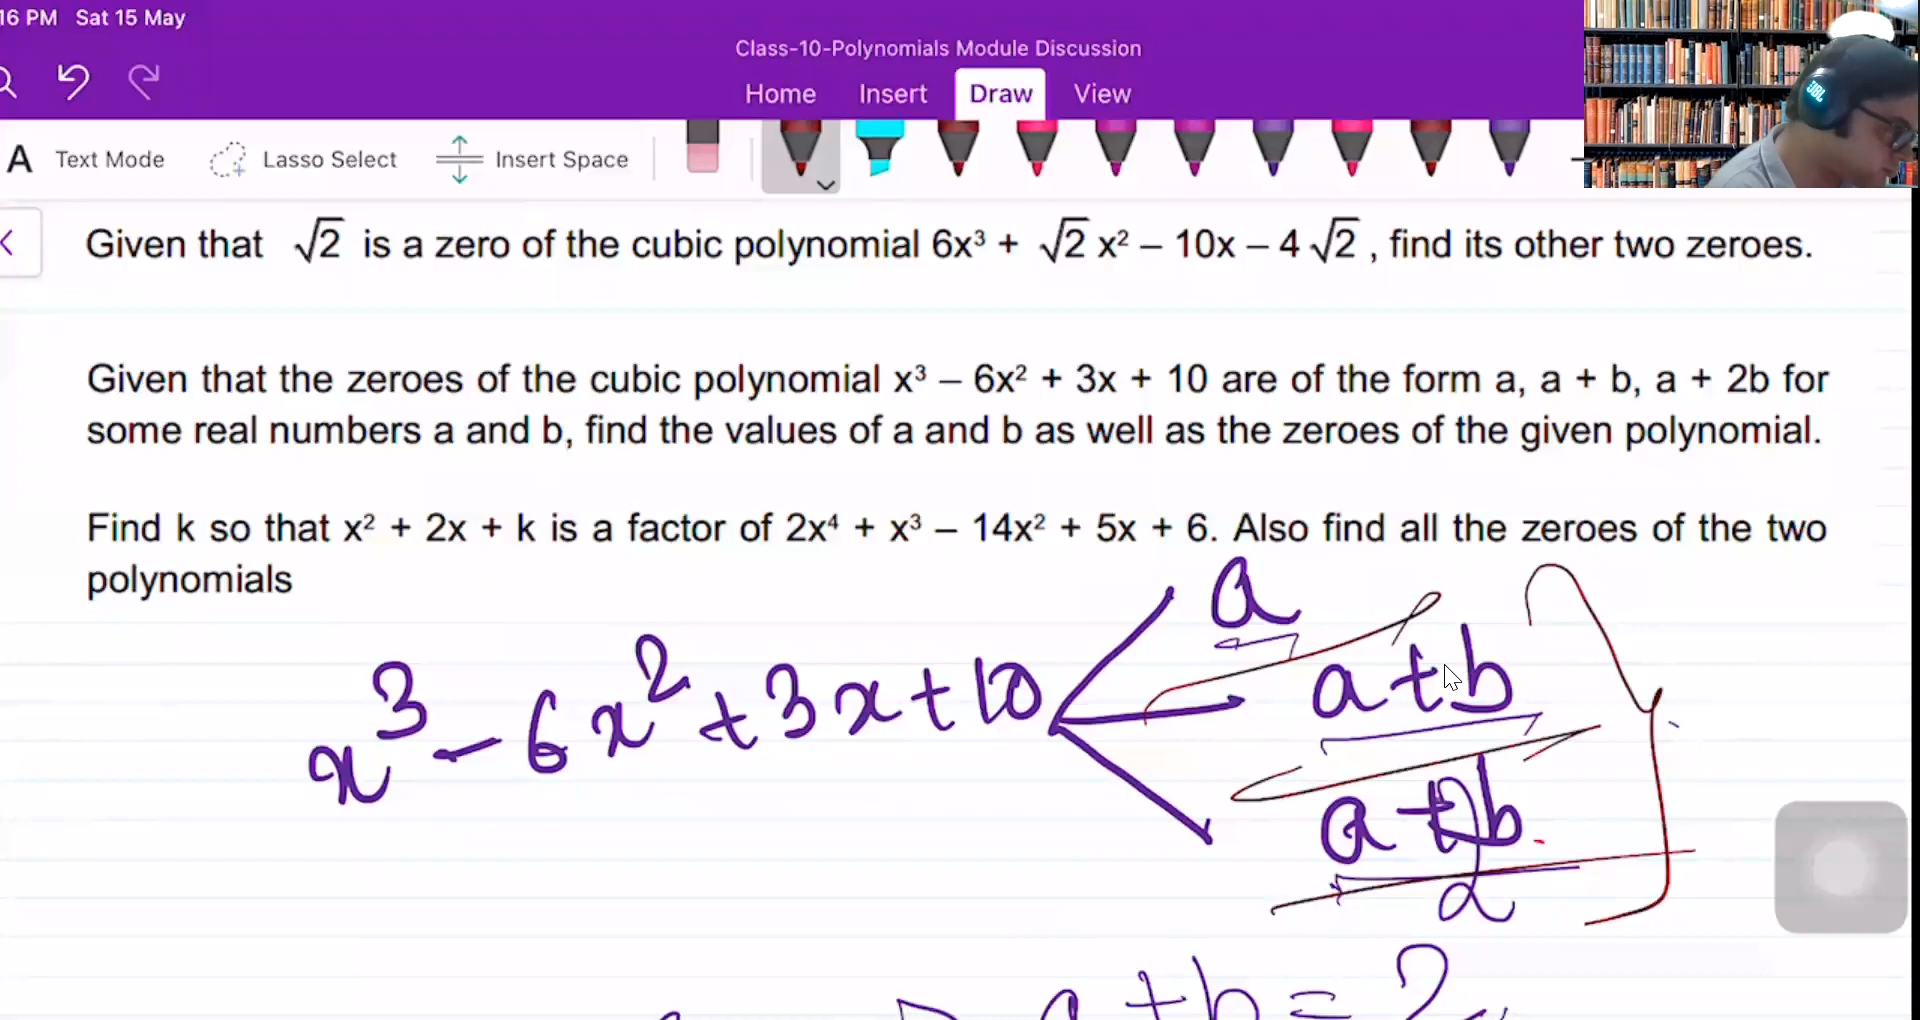 16 PM Sat 15 May
Class-10-Polynomials Module Discussion
Home Insert Draw View
A Text Mode Lasso Select Insert Space
JBL
Given that √2 is a zero of the cubic polynomial 6x³ + √2 x² – 10x – 4 √2 , find its other two zeroes.
Given that the zeroes of the cubic polynomial x³ – 6x² + 3x + 10 are of the form a, a + b, a + 2b for
some real numbers a and b, find the values of a and b as well as the zeroes of the given polynomial.
Find k so that x² + 2x + k is a factor of 2x⁴ + x³ – 14x² + 5x + 6. Also find all the zeroes of the two
polynomials
a
x³ - 6x² + 3x + 10
a + b
a + 2b
2
a + b = 2